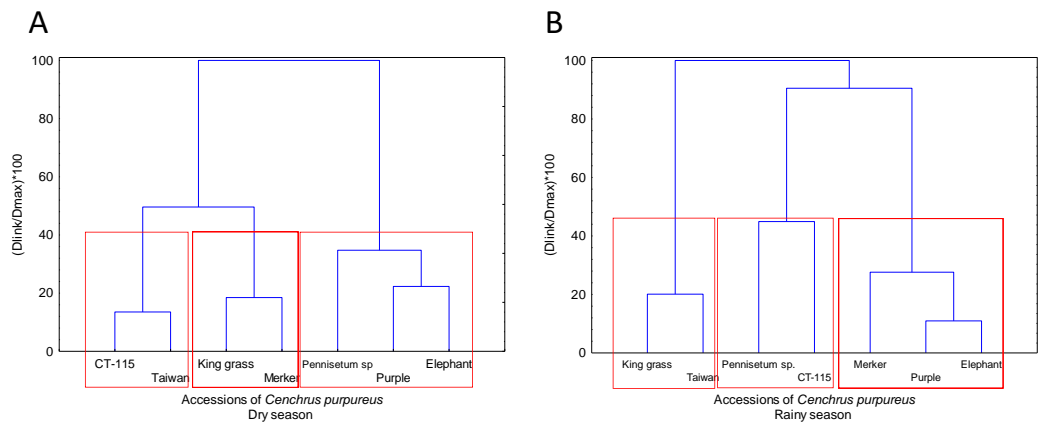 A
100
80
60
40
20
0
(Dlink/Dmax)*100
CT-115
Taiwan
King grass
Merker
Pennisetum sp
Purple
Elephant
Accessions of Cenchrus purpureus
Dry season
B
100
80
60
40
20
0
(Dlink/Dmax)*100
King grass
Taiwan
Pennisetum sp.
CT-115
Merker
Purple
Elephant
Accessions of Cenchrus purpureus
Rainy season